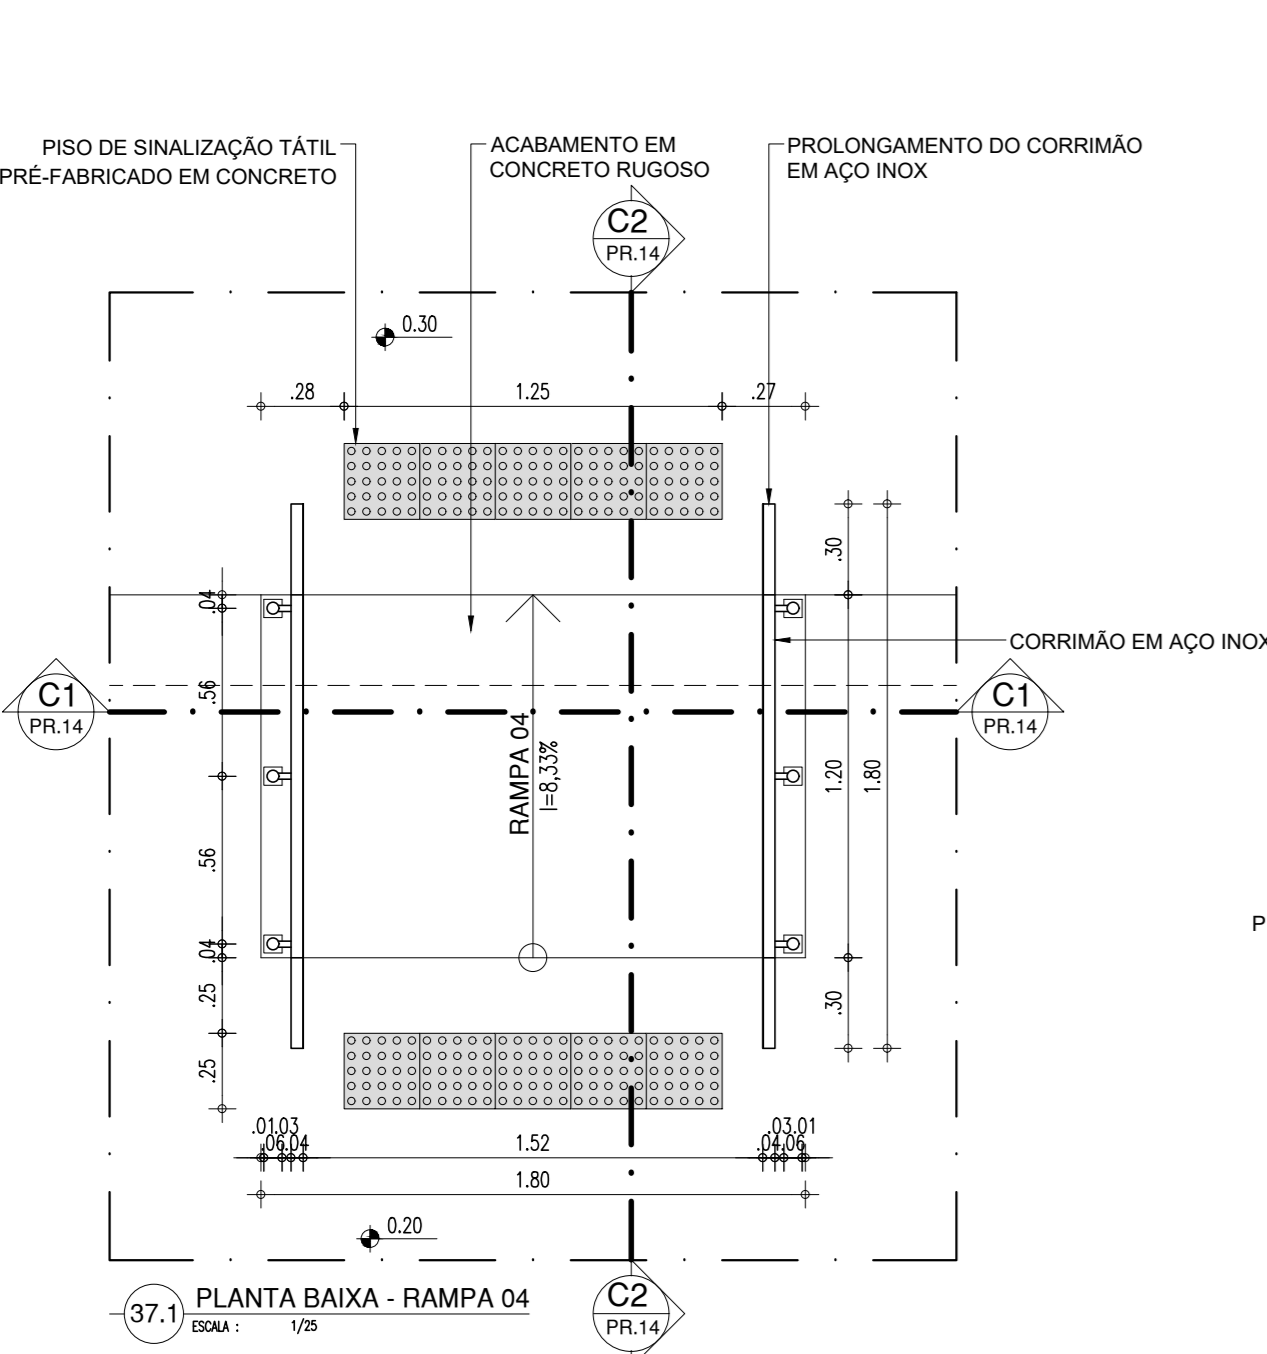 PISO DE SINALIZAÇÃO TÁTIL
PRÉ-FABRICADO EM CONCRETO
ACABAMENTO EM
CONCRETO RUGOSO
PROLONGAMENTO DO CORRIMÃO
EM AÇO INOX
C2
PR.14
0.30
.28
1.25
.27
.30
.04
CORRIMÃO EM AÇO INOX
.56
C1
PR.14
C1
PR.14
RAMPA 04
I=8,33%
1.20
1.80
.56
P
.04
.25
.30
.25
.01.03
.03.01
.06.04
1.52
.04.06
1.80
0.20
37.1
PLANTA BAIXA - RAMPA 04
ESCALA : 1/25
C2
PR.14